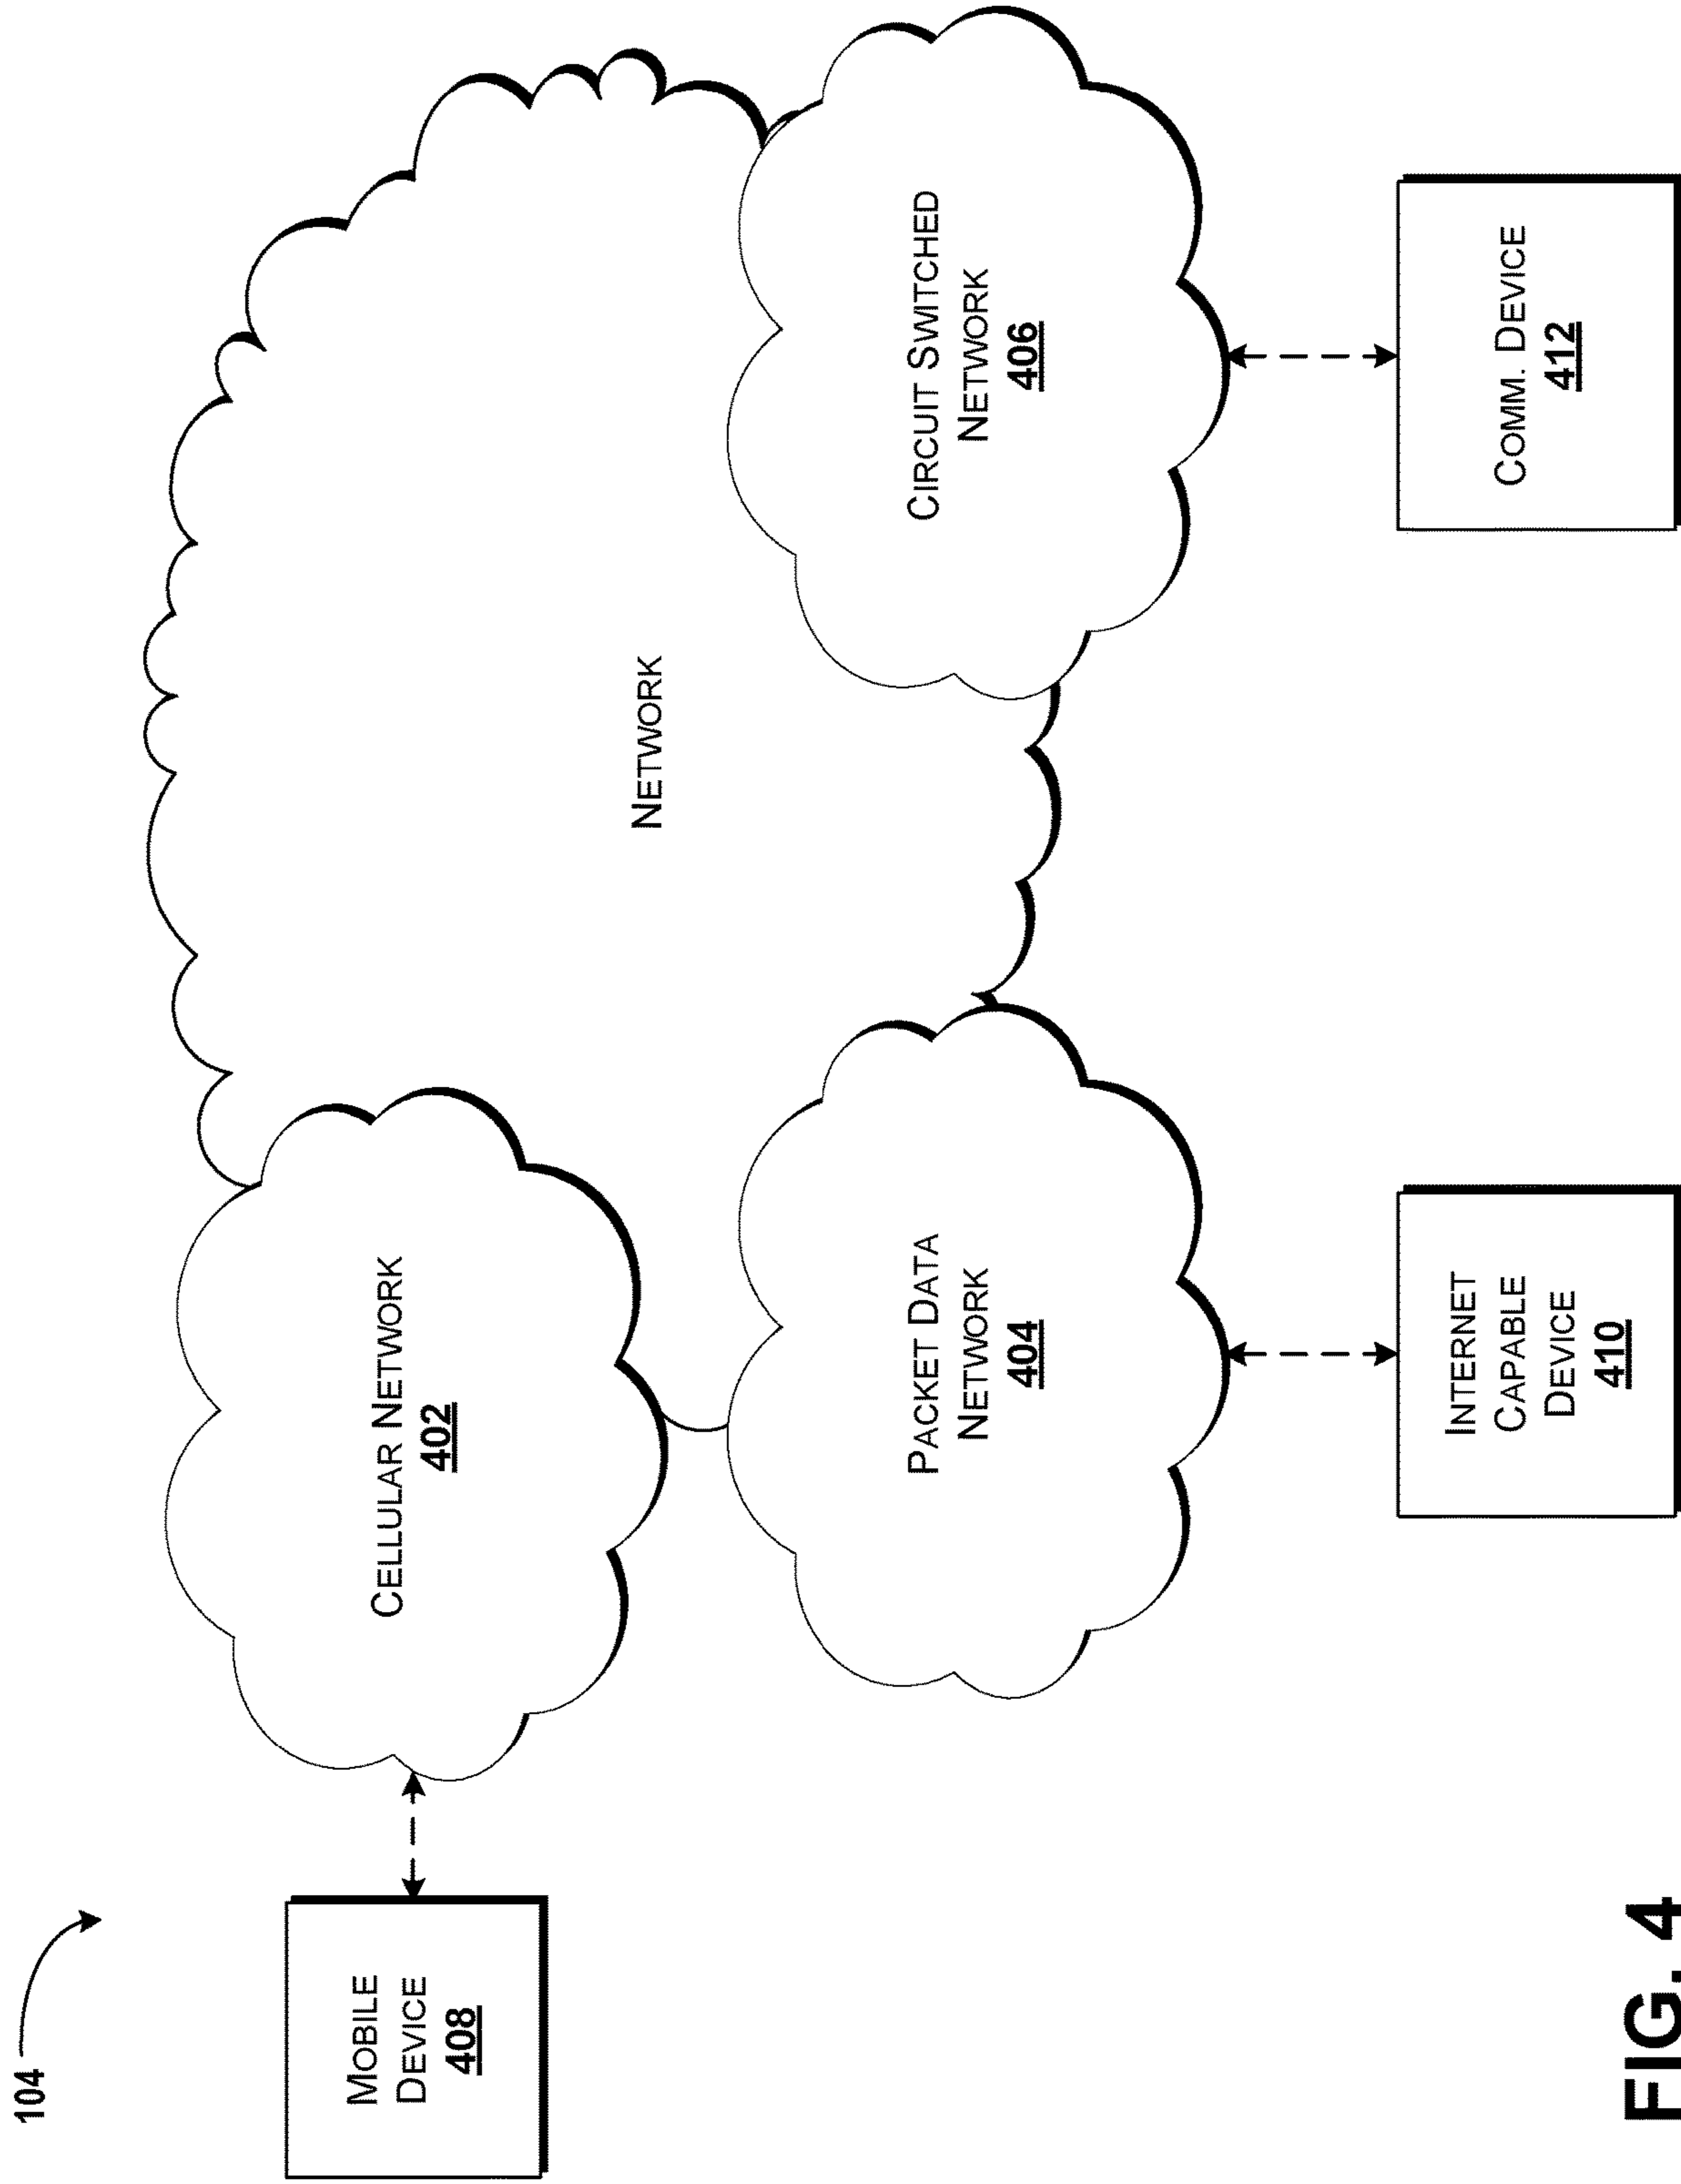 104
MOBILE
DEVICE
408
CELLULAR NETWORK
402
NETWORK
PACKET DATA
NETWORK
404
CIRCUIT SWITCHED
NETWORK
406
INTERNET
CAPABLE
DEVICE
410
COMM. DEVICE
412
FIG. 4